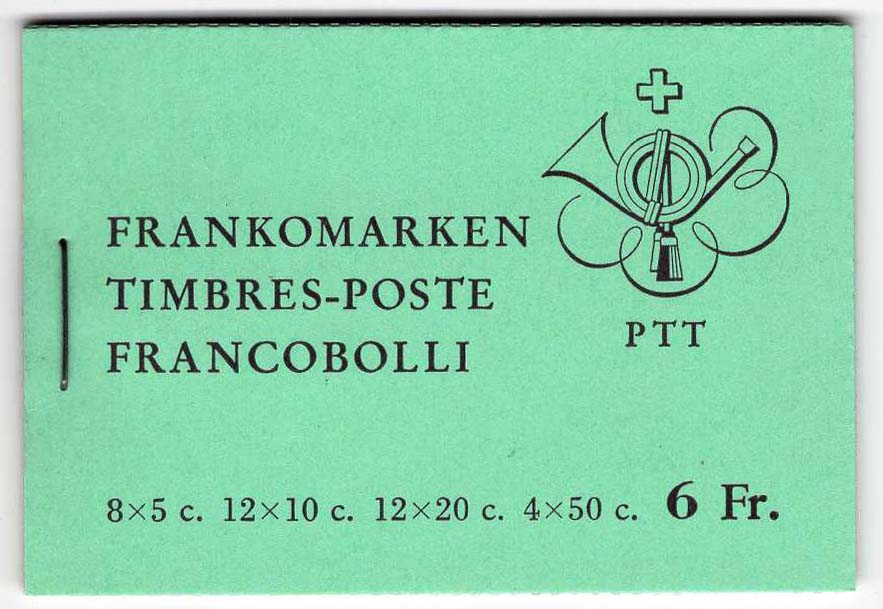 FRANKOMARKEN
TIMBRES-POSTE
FRANCOBOLLI
PTT
8×5 c. 12×10 c. 12×20 c. 4×50 c. 6 Fr.